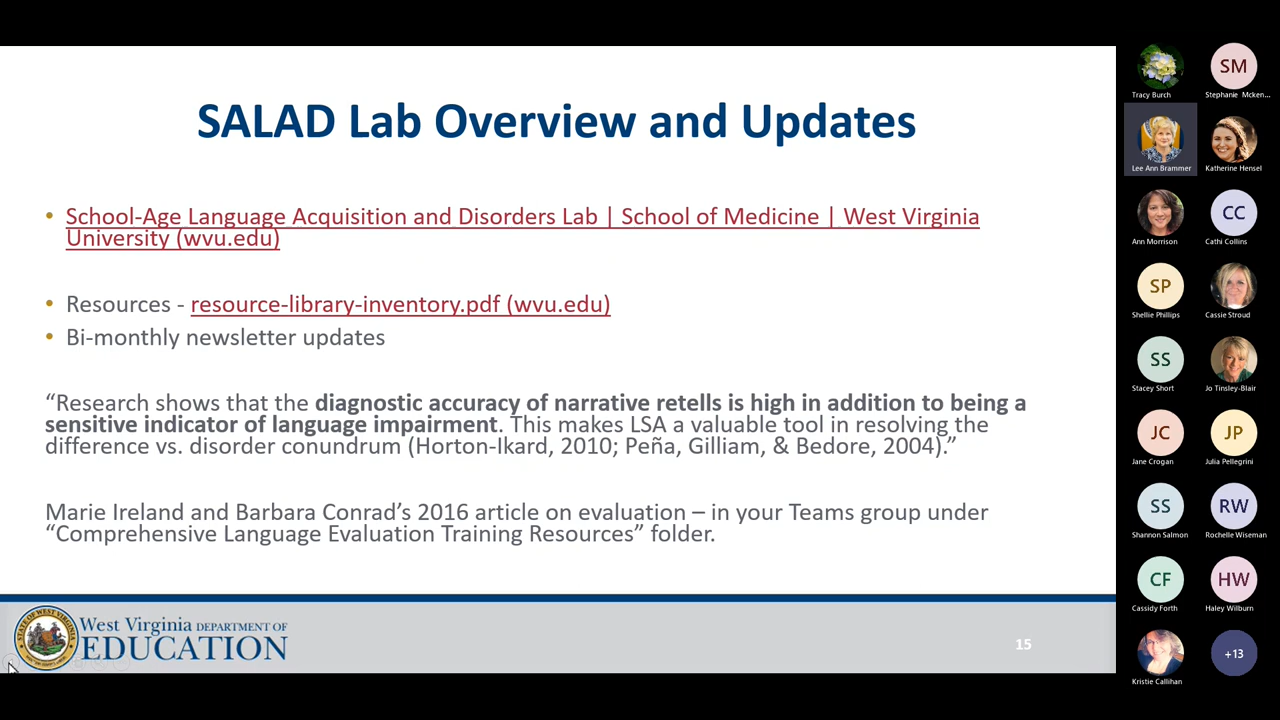 SALAD Lab Overview and Updates
• School-Age Language Acquisition and Disorders Lab | School of Medicine | West Virginia
University (wvu.edu)
• Resources - resource-library-inventory.pdf (wvu.edu)
• Bi-monthly newsletter updates
“Research shows that the diagnostic accuracy of narrative retells is high in addition to being a
sensitive indicator of language impairment. This makes LSA a valuable tool in resolving the
difference vs. disorder conundrum (Horton-Ikard, 2010; Peña, Gilliam, & Bedore, 2004).”
Marie Ireland and Barbara Conrad’s 2016 article on evaluation – in your Teams group under
“Comprehensive Language Evaluation Training Resources” folder.
West Virginia DEPARTMENT OF
EDUCATION
15
SM
Tracy Burch
Stephanie Mcken...
Lee Ann Brammer
Katherine Hensel
CC
Ann Morrison
Cathi Collins
SP
Shellie Phillips
Cassie Stroud
SS
Stacey Short
Jo Tinsley-Blair
JC
JP
Jane Crogan
Julia Pellegrini
SS
RW
Shannon Salmon
Rochelle Wiseman
CF
HW
Cassidy Forth
Haley Wilburn
+13
Kristie Callihan